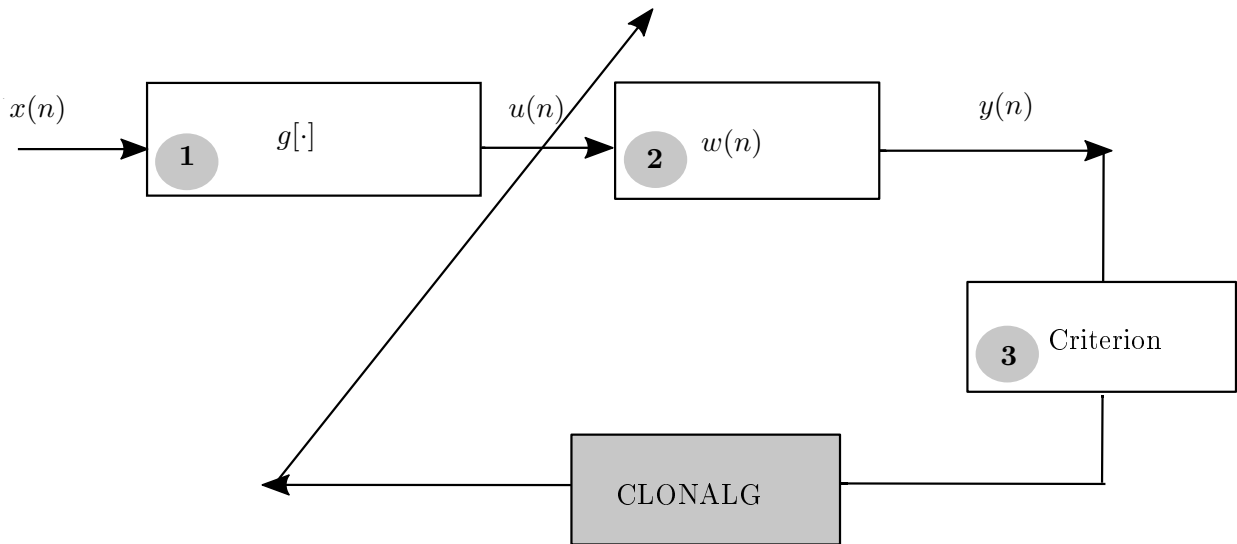 x(n)
g[·]
1
u(n)
w(n)
2
y(n)
Criterion
3
CLONALG